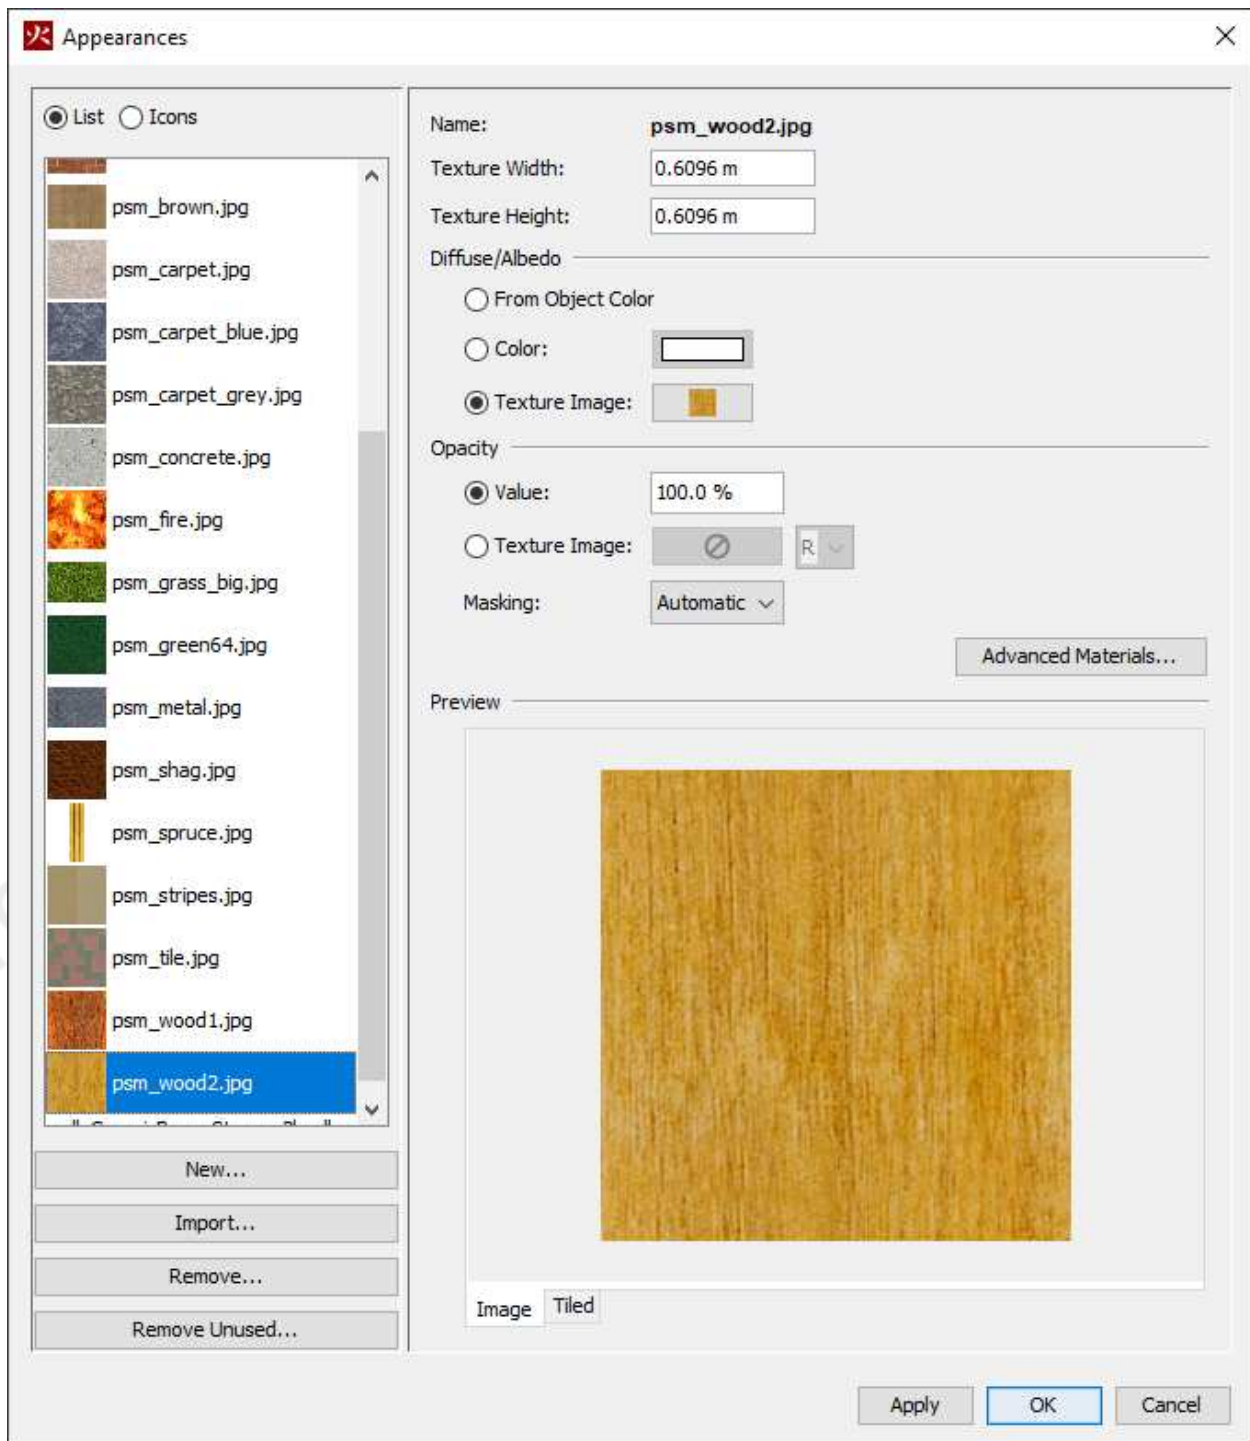 火 Appearances
List Icons
psm_brown.jpg
psm_carpet.jpg
psm_carpet_blue.jpg
psm_carpet_grey.jpg
psm_concrete.jpg
psm_fire.jpg
psm_grass_big.jpg
psm_green64.jpg
psm_metal.jpg
psm_shag.jpg
psm_spruce.jpg
psm_stripes.jpg
psm_tile.jpg
psm_wood1.jpg
psm_wood2.jpg
New...
Import...
Remove...
Remove Unused...
Name: psm_wood2.jpg
Texture Width: 0.6096 m
Texture Height: 0.6096 m
Diffuse/Albedo
From Object Color
Color:
Texture Image:
Opacity
Value: 100.0 %
Texture Image: R
Masking: Automatic
Advanced Materials...
Preview
Image Tiled
Apply OK Cancel